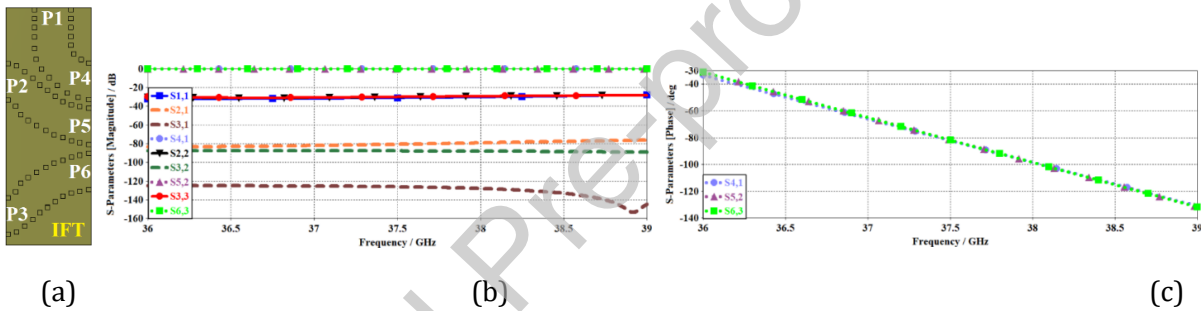 P1
P2
P4
P5
P6
P3
IFT
S-Parameters [Magnitude] / dB
0
-20
-40
-60
-80
-100
-120
-140
-160
S1,1
S2,1
S3,1
S4,1
S2,2
S3,2
S5,2
S3,3
S6,3
36
36.5
37
37.5
38
38.5
39
Frequency / GHz
S-Parameters [Phase] / deg
-30
-40
-60
-80
-100
-120
-140
S4,1
S5,2
S6,3
36
36.5
37
37.5
38
38.5
39
Frequency / GHz
(a)
(b)
(c)
Pre-pro